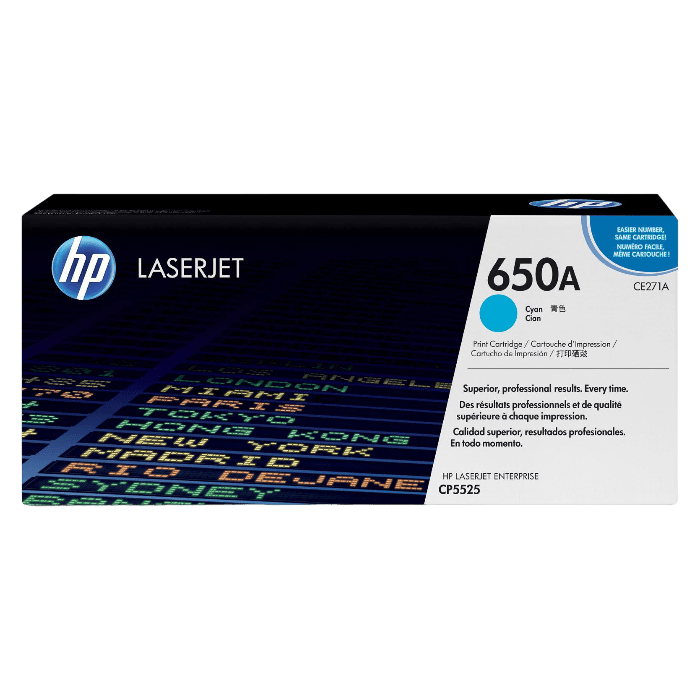 hp
hp
LASERJET
EASIER NUMBER,
SAME CARTRIDGE!
NUMÉRO FACILE,
MÊME CARTOUCHE !
650A
CE271A
Cyan 青色
Cian
Print Cartridge / Cartouche d'Impression /
Cartucho de Impresión / 打印硒鼓
Superior, professional results. Every time.
Des résultats professionnels et de qualité
supérieure à chaque impression.
Calidad superior, resultados profesionales.
En todo momento.
HP LASERJET ENTERPRISE
CP5525
LOS ANGELE
LONDON
MIAMI
PARIS
TOKYO
HONG KONG
NEW YORK
MADRID
RIO DEJANE
SYDNEY